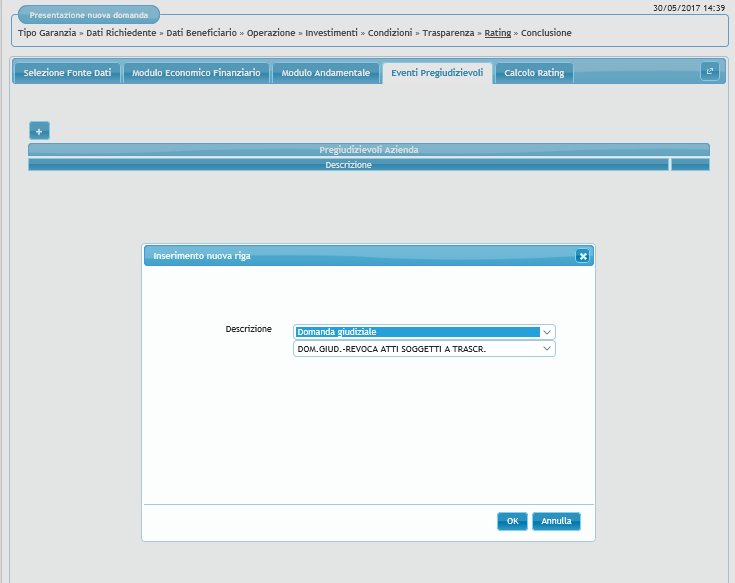 30/05/2017 14:39
Presentazione nuova domanda
Tipo Garanzia » Dati Richiedente » Dati Beneficiario » Operazione » Investimenti » Condizioni » Trasparenza » Rating » Conclusione
Selezione Fonte Dati Modulo Economico Finanziario Modulo Andamentale Eventi Pregiudizievoli Calcolo Rating
+
Pregiudizievoli Azienda
Descrizione
Inserimento nuova riga
Descrizione Domanda giudiziale
DOM.GIUD.-REVOCA ATTI SOGGETTI A TRASCR.
OK Annulla